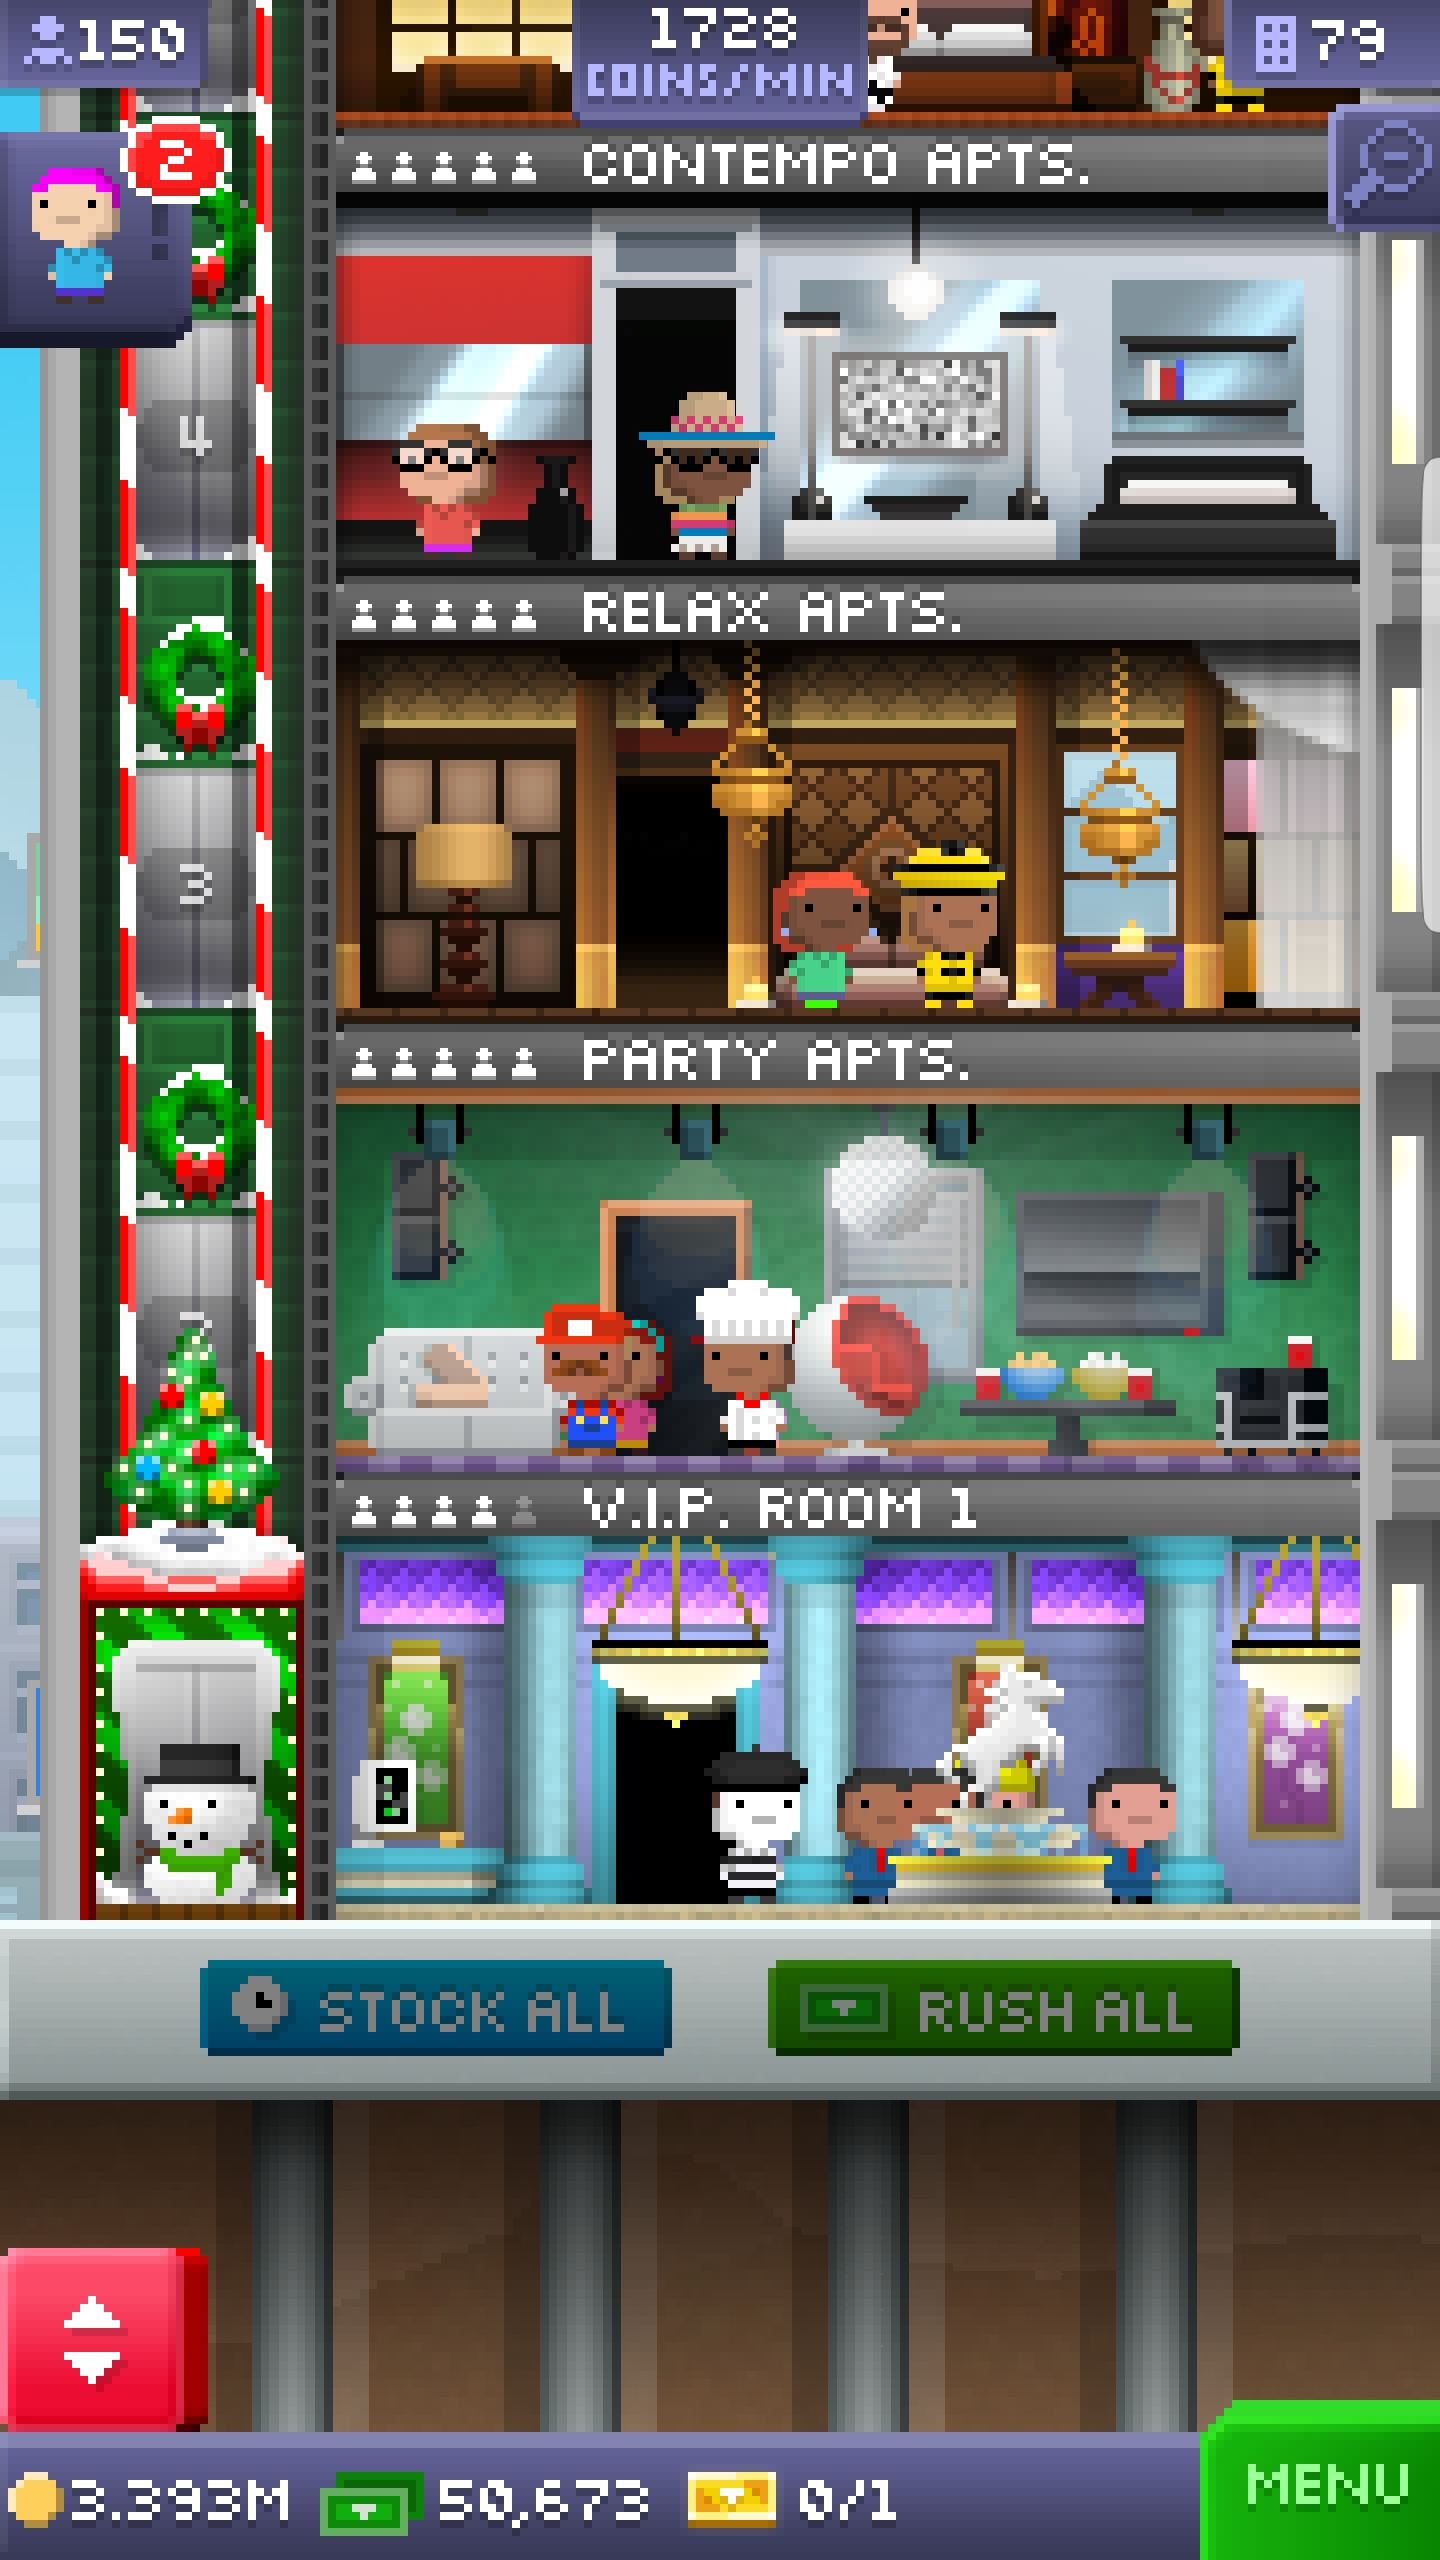 150
1728
COINS/MIN
79
2
!
CONTEMPO APTS.
4
RELAX APTS.
3
PARTY APTS.
2
V.I.P. ROOM 1
STOCK ALL
RUSH ALL
3.393M
50,673
0/1
MENU